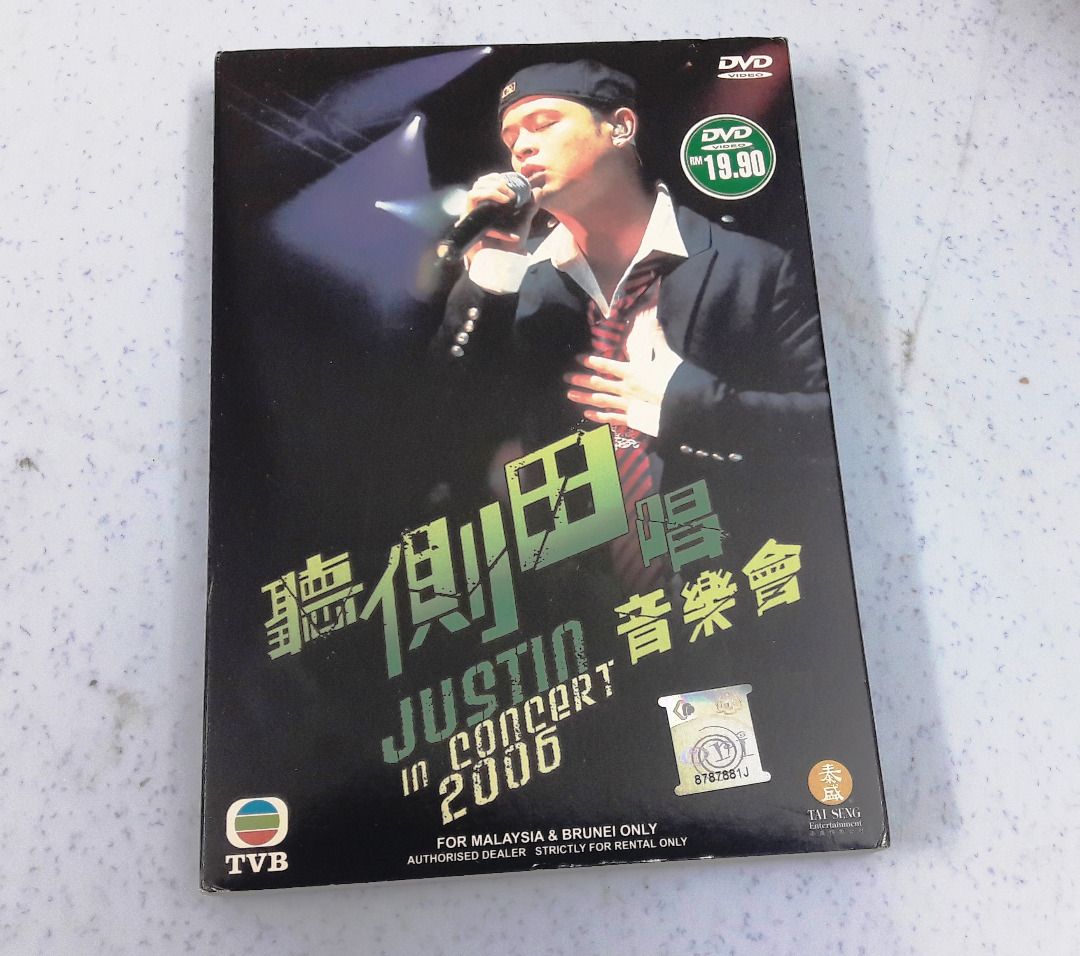 DVD
VIDEO
DVD
VIDEO
RM 19.90
聽側田唱
音樂會
JUSTIN
IN CONCERT
2006
8787881J
泰盛
TAI SENG
Entertainment
TVB
FOR MALAYSIA & BRUNEI ONLY
AUTHORISED DEALER STRICTLY FOR RENTAL ONLY